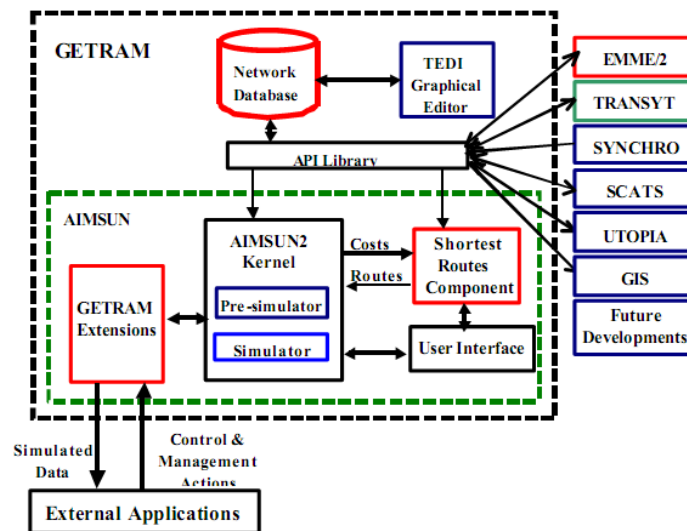 GETRAM
Network
Database
TEDI
Graphical
Editor
API Library
EMME/2
TRANSYT
SYNCHRO
SCATS
UTOPIA
GIS
Future
Developments
AIMSUN
GETRAM
Extensions
AIMSUN2
Kernel
Pre-simulator
Simulator
Costs
Routes
Shortest
Routes
Component
User Interface
Simulated
Data
Control &
Management
Actions
External Applications